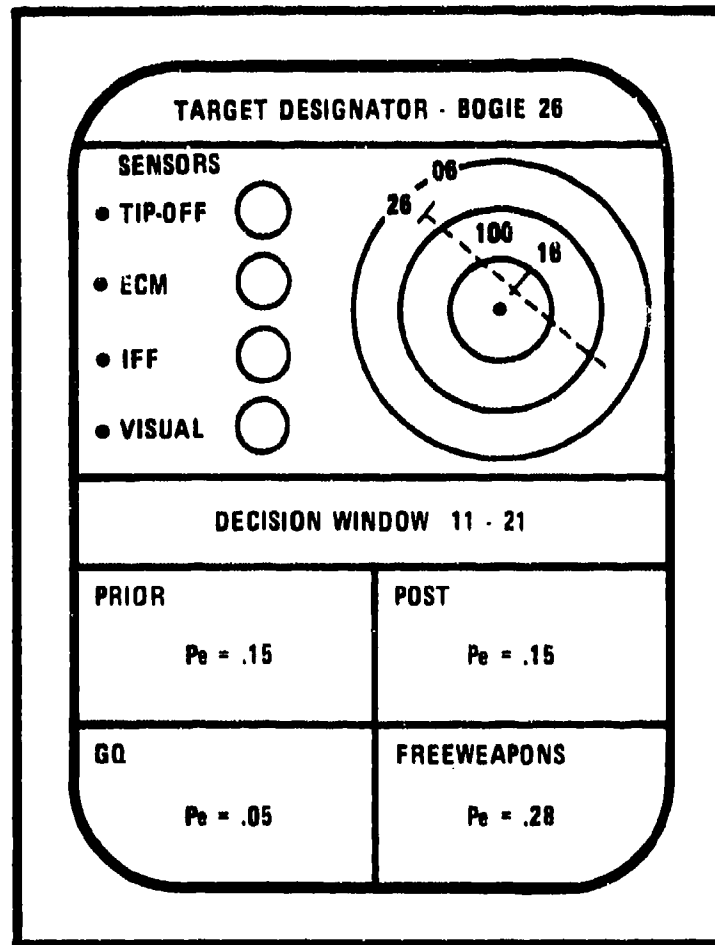 TARGET DESIGNATOR - BOGIE 26
SENSORS
• TIP-OFF
• ECM
• IFF
• VISUAL
06
26
100
16
DECISION WINDOW 11 - 21
PRIOR
Pe = .15
POST
Pe = .15
GQ
Pe = .05
FREEWEAPONS
Pe = .28